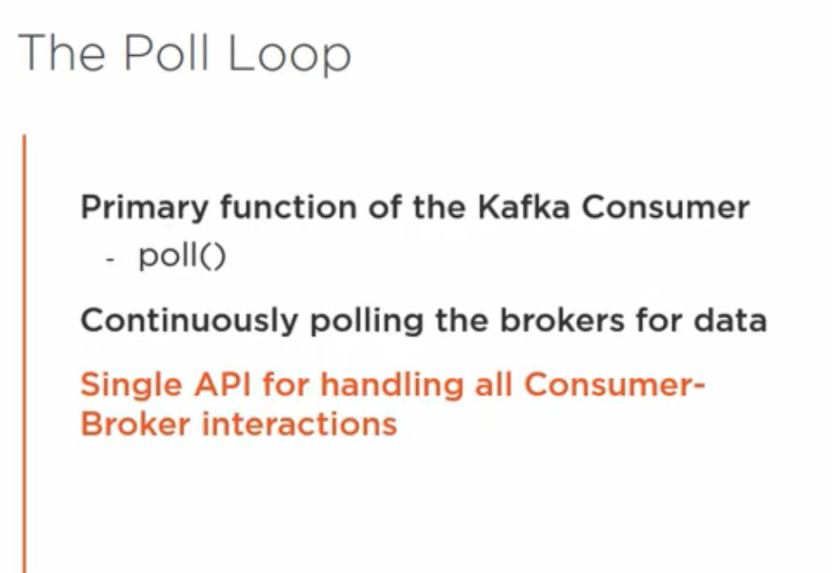 The Poll Loop
Primary function of the Kafka Consumer
- poll()
Continuously polling the brokers for data
Single API for handling all Consumer-
Broker interactions